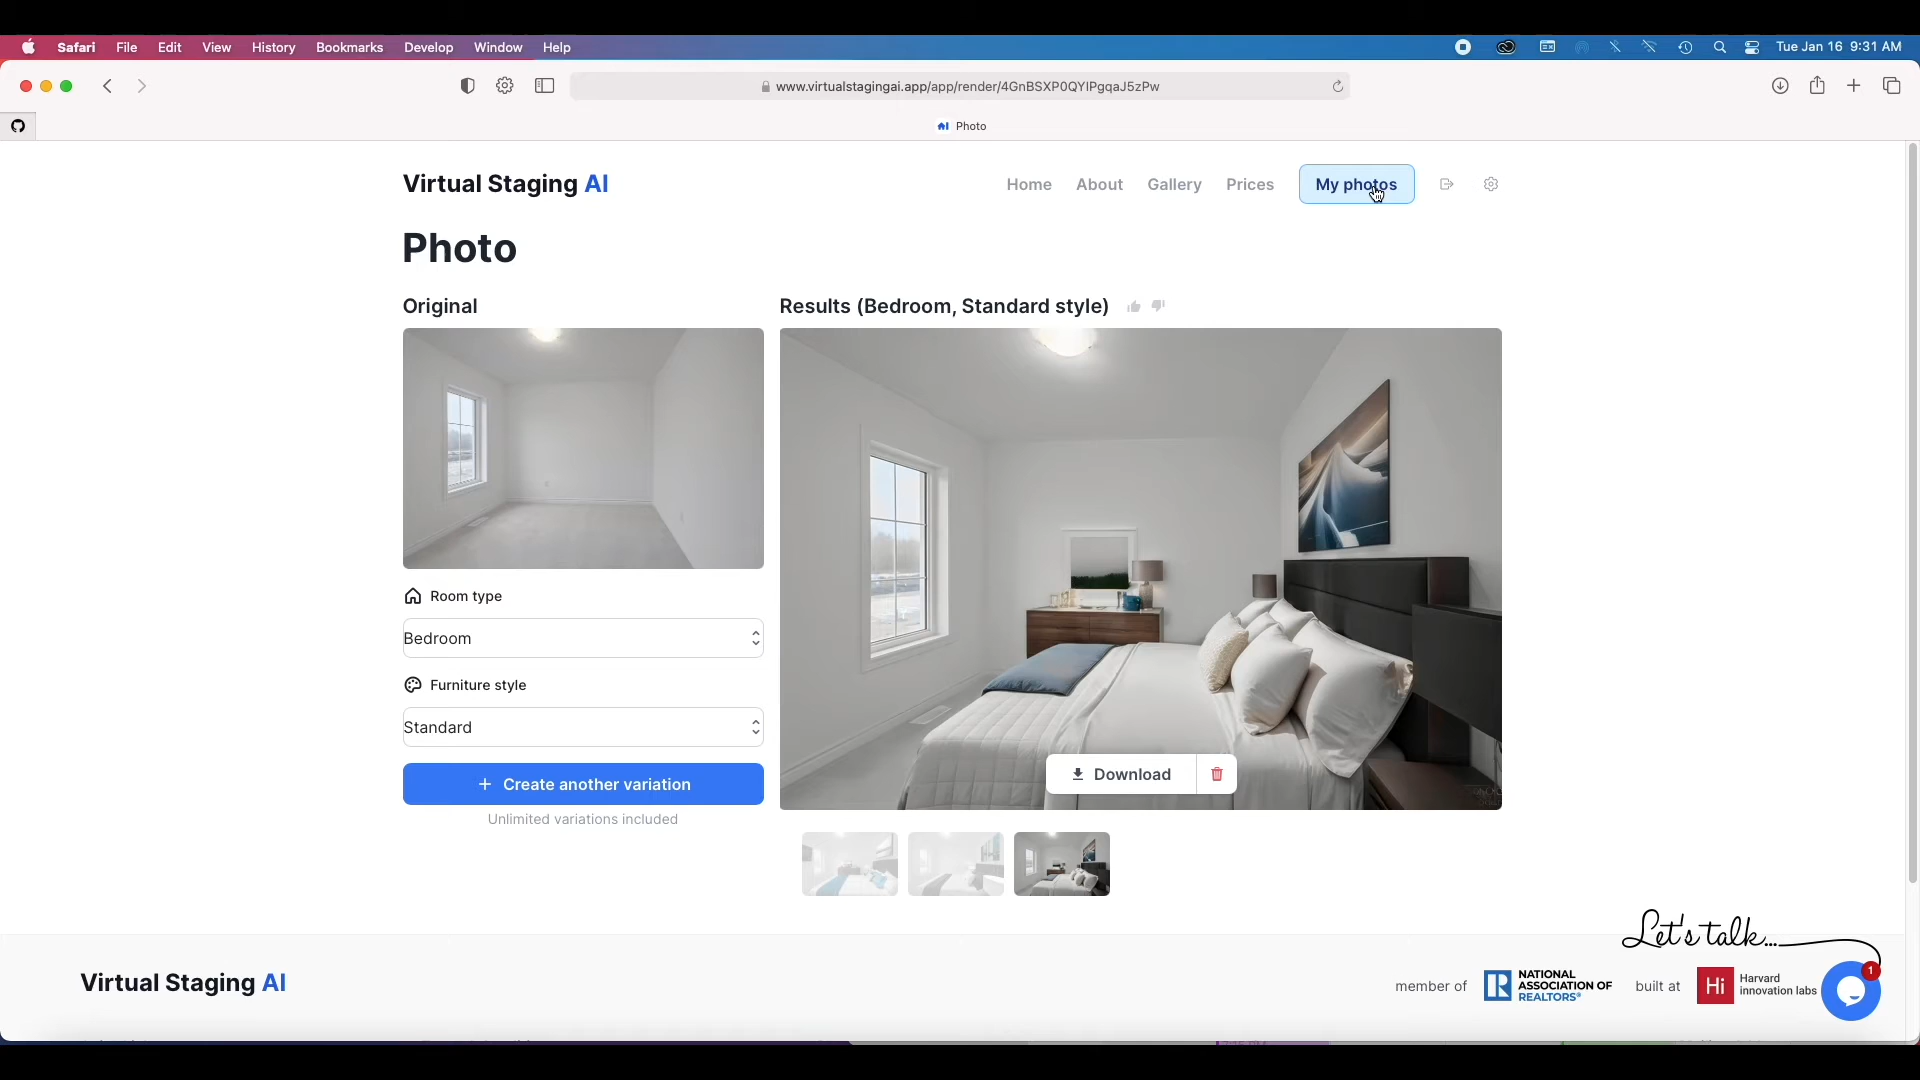 Safari File Edit View History Bookmarks Develop Window Help
Tue Jan 16 9:31 AM
www.virtualstagingai.app/app/render/4GnBSXP0QYIPgqaJ5zPw
Photo
Virtual Staging AI
Home About Gallery Prices My photos
Photo
Original
Results (Bedroom, Standard style)
Room type
Bedroom
Furniture style
Standard
Create another variation
Unlimited variations included
Download
Let's talk...
Virtual Staging AI
member of
NATIONAL
ASSOCIATION OF
REALTORS®
built at
Hi
Harvard
innovation labs
1